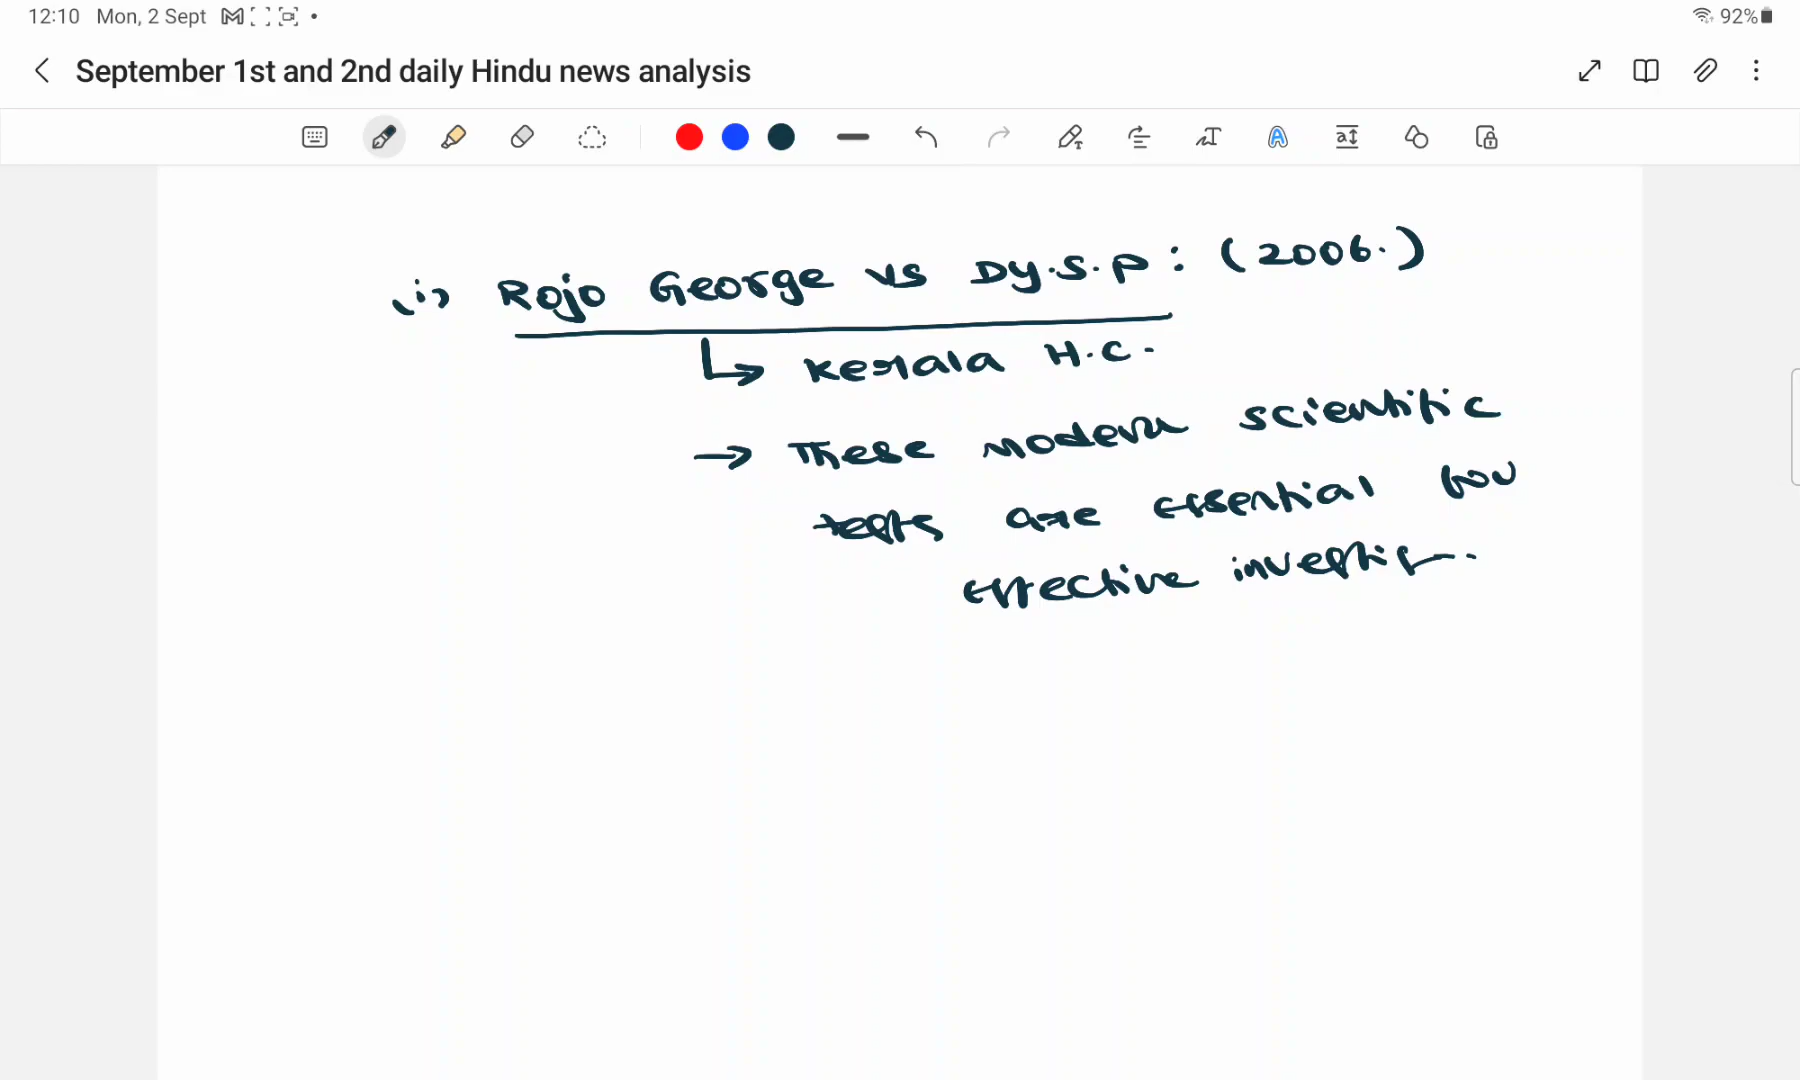 12:10 Mon, 2 Sept 92%
September 1st and 2nd daily Hindu news analysis
(i) Rojo George vs Dy.S.P: (2006.)
Kerala H.C.
→ These modern scientific
tests are essential for
effective